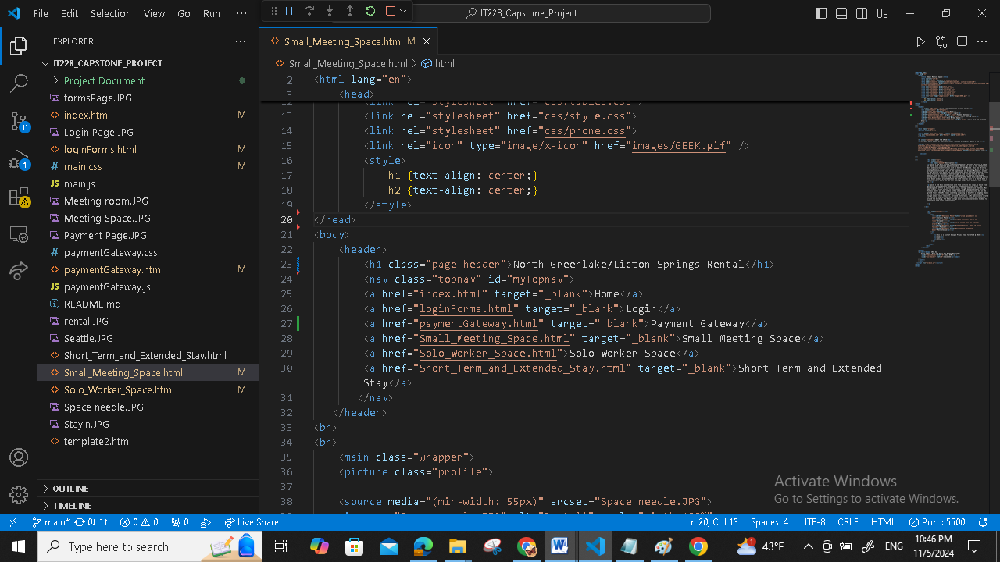 File Edit Selection View Go Run ···
IT228_Capstone_Project
EXPLORER
IT228_CAPSTONE_PROJECT
Project Document
formsPage.JPG
index.html M
Login Page.JPG
loginForms.html M
main.css M
main.js
Meeting room.JPG
Meeting Space.JPG
Payment Page.JPG
paymentGateway.css
paymentGateway.html M
paymentGateway.js
README.md
rental.JPG
Seattle.JPG
Short_Term_and_Extended_Stay.html
Small_Meeting_Space.html M
Solo_Worker_Space.html M
Space needle.JPG
Stayin.JPG
template2.html
OUTLINE
TIMELINE
11
1
Small_Meeting_Space.html M
Small_Meeting_Space.html > html
2 <html lang="en">
3 <head>
12 <link rel="stylesheet" href="css/tables.css">
13 <link rel="stylesheet" href="css/style.css">
14 <link rel="stylesheet" href="css/phone.css">
15 <link rel="icon" type="image/x-icon" href="images/GEEK.gif" />
16 <style>
17 h1 {text-align: center;}
18 h2 {text-align: center;}
19 </style>
20 </head>
21 <body>
22 <header>
23 <h1 class="page-header">North Greenlake/Licton Springs Rental</h1>
24 <nav class="topnav" id="myTopnav">
25 <a href="index.html" target="_blank">Home</a>
26 <a href="loginForms.html" target="_blank">Login</a>
27 <a href="paymentGateway.html" target="_blank">Payment Gateway</a>
28 <a href="Small_Meeting_Space.html" target="_blank">Small Meeting Space</a>
29 <a href="Solo_Worker_Space.html">Solo Worker Space</a>
30 <a href="Short_Term_and_Extended_Stay.html" target="_blank">Short Term and Extended
Stay</a>
31 </nav>
32 </header>
33 <br>
34 <br>
35 <main class="wrapper">
36 <picture class="profile">
37
38 <source media="(min-width: 55px)" srcset="Space needle.JPG">
Activate Windows
Go to Settings to activate Windows.
main* 0↓ 1↑ 0 0 0 Live Share
Ln 20, Col 13 Spaces: 4 UTF-8 CRLF HTML Port : 5500
Type here to search
1
43°F
ENG
10:46 PM
11/5/2024